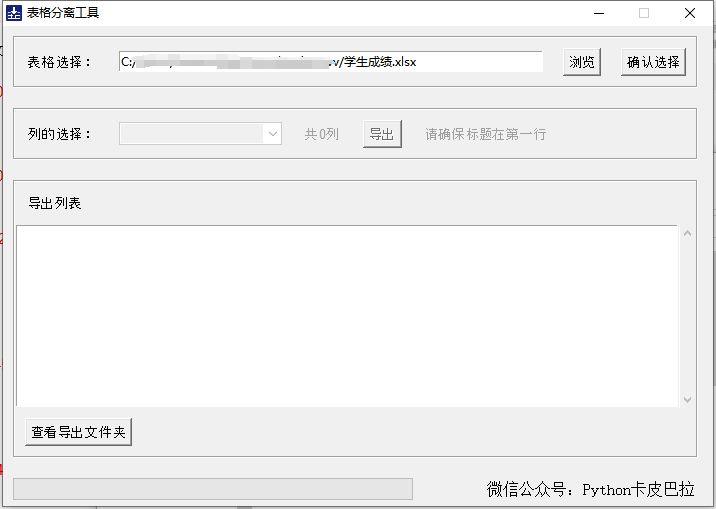 表格分离工具
表格选择： C:/ v/学生成绩.xlsx 浏览 确认选择
列的选择： 共0列 导出 请确保标题在第一行
导出列表
查看导出文件夹
微信公众号：Python卡皮巴拉